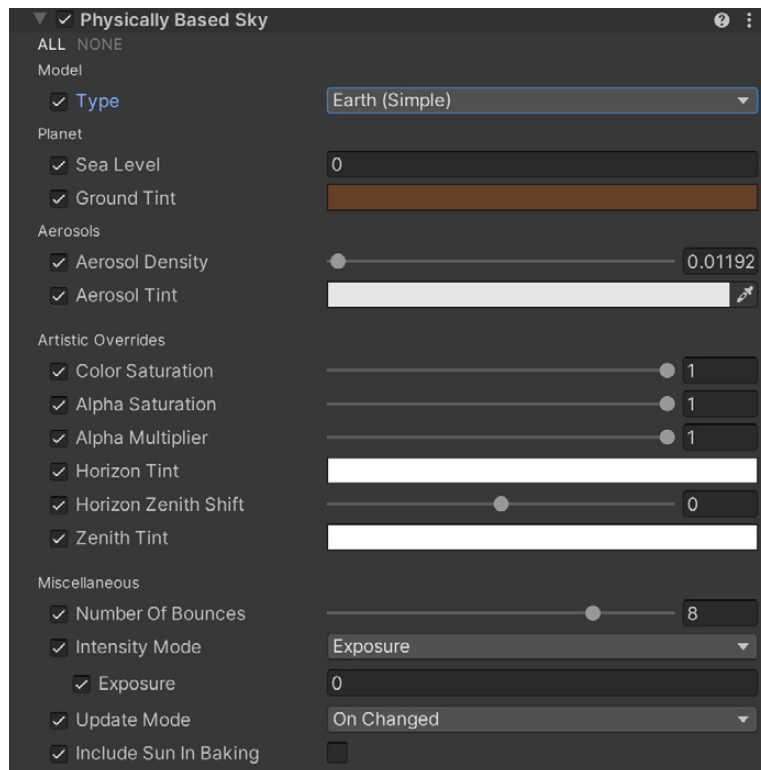 Physically Based Sky
ALL NONE
Model
Type Earth (Simple)
Planet
Sea Level 0
Ground Tint
Aerosols
Aerosol Density 0.01192
Aerosol Tint
Artistic Overrides
Color Saturation 1
Alpha Saturation 1
Alpha Multiplier 1
Horizon Tint
Horizon Zenith Shift 0
Zenith Tint
Miscellaneous
Number Of Bounces 8
Intensity Mode Exposure
Exposure 0
Update Mode On Changed
Include Sun In Baking